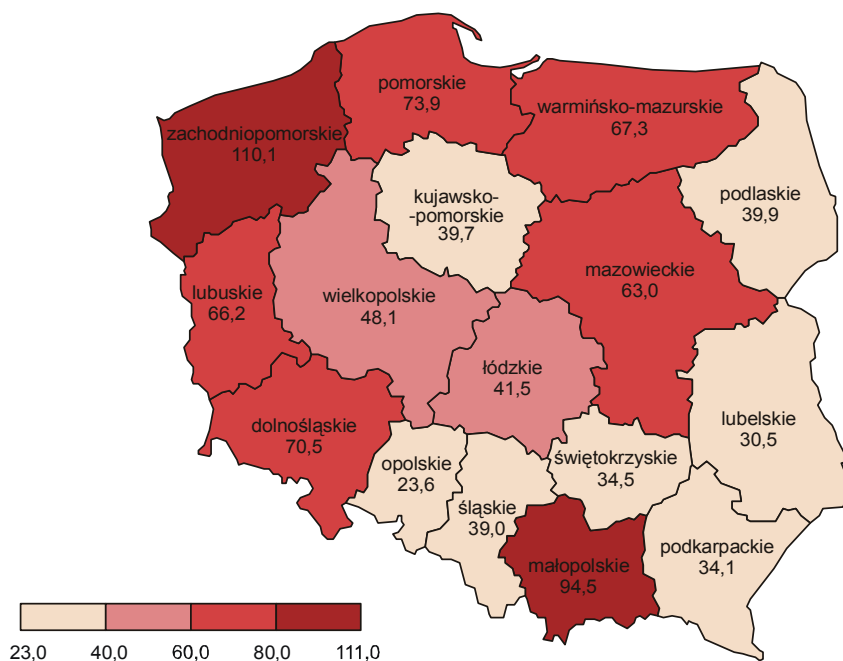 pomorskie
73,9
warmińsko-mazurskie
67,3
zachodniopomorskie
110,1
podlaskie
39,9
kujawsko-
-pomorskie
39,7
mazowieckie
63,0
lubuskie
66,2
wielkopolskie
48,1
łódzkie
41,5
lubelskie
30,5
dolnośląskie
70,5
opolskie
23,6
świętokrzyskie
34,5
śląskie
39,0
podkarpackie
34,1
małopolskie
94,5
23,0 40,0 60,0 80,0 111,0